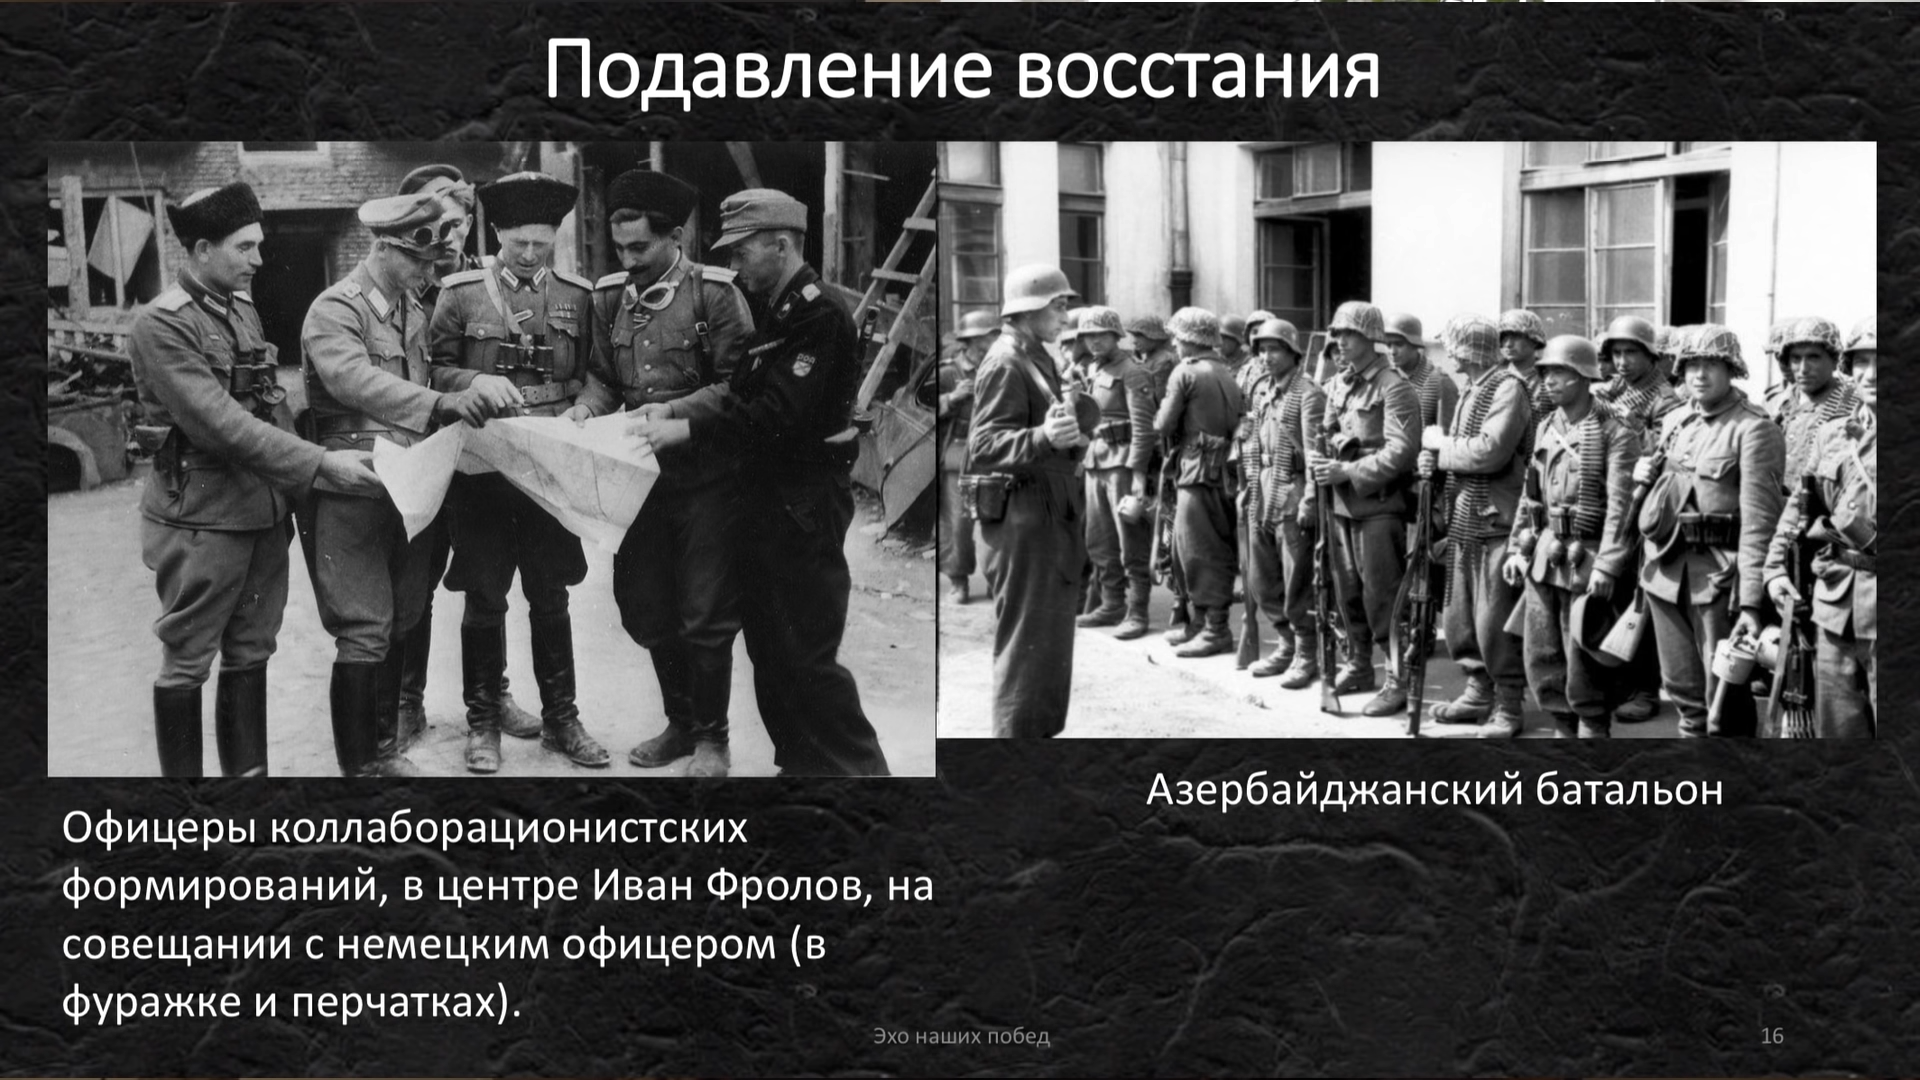 Подавление восстания
Азербайджанский батальон
Офицеры коллаборационистских
формирований, в центре Иван Фролов, на
совещании с немецким офицером (в
фуражке и перчатках).
Эхо наших побед
16